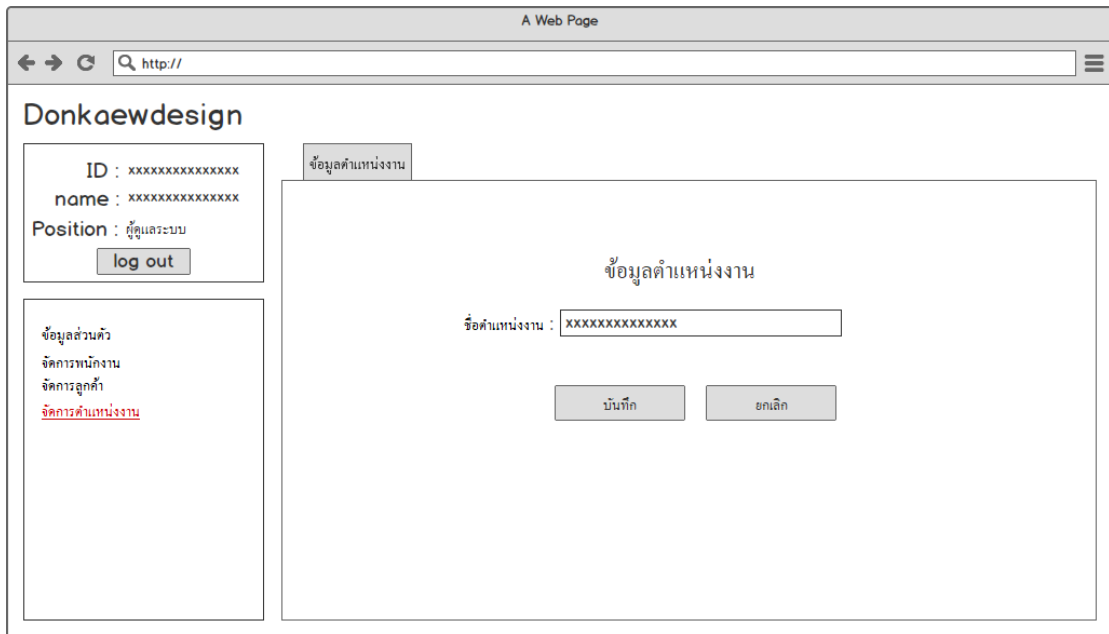 A Web Page
http://
Donkaewdesign
ID : xxxxxxxxxxxxxxx
name : xxxxxxxxxxxxxxx
Position : ผู้ดูแลระบบ
log out
ข้อมูลส่วนตัว
จัดการพนักงาน
จัดการลูกค้า
จัดการตำแหน่งงาน
ข้อมูลตำแหน่งงาน
ข้อมูลตำแหน่งงาน
ชื่อตำแหน่งงาน : xxxxxxxxxxxxxx
บันทึก ยกเลิก